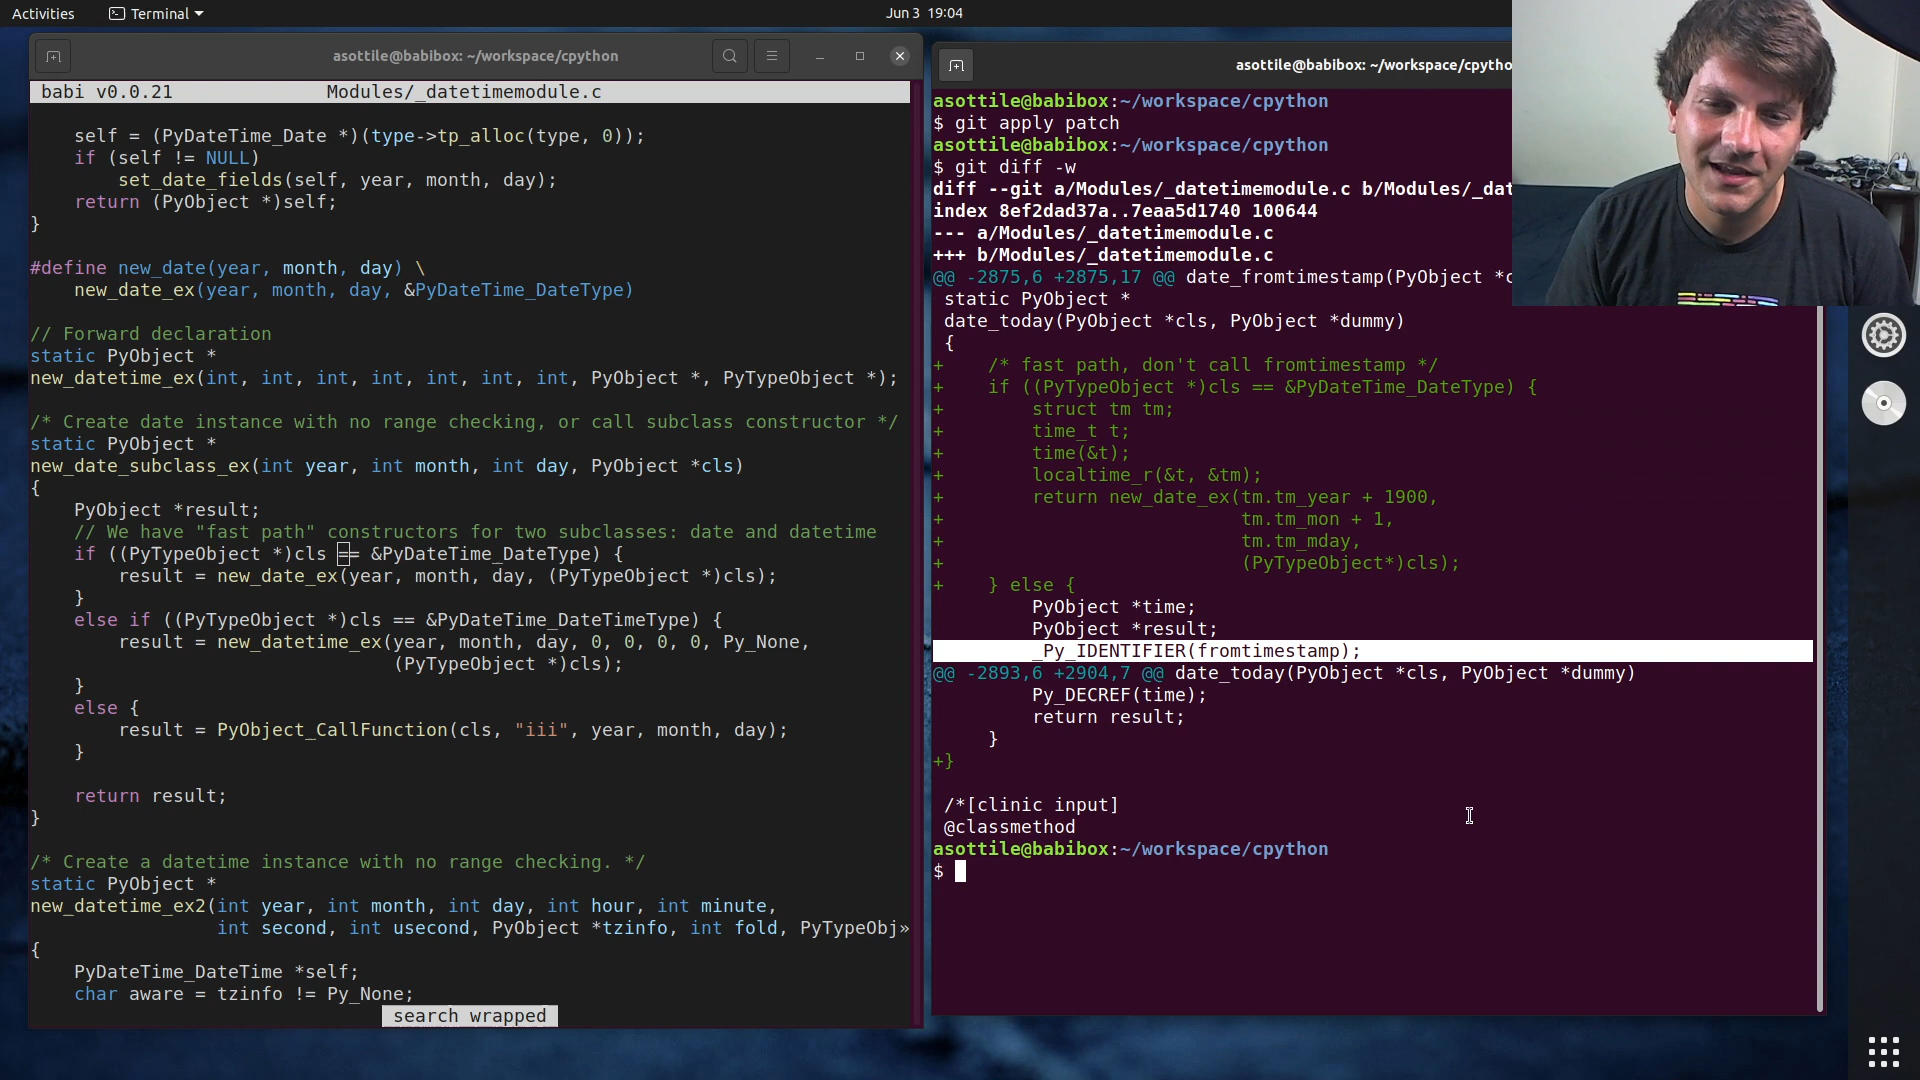 Activities
Terminal
Jun 3 19:04
asottile@babibox: ~/workspace/cpython
babi v0.0.21 Modules/_datetimemodule.c
    self = (PyDateTime_Date *)(type->tp_alloc(type, 0));
    if (self != NULL)
        set_date_fields(self, year, month, day);
    return (PyObject *)self;
}
#define new_date(year, month, day) \
    new_date_ex(year, month, day, &PyDateTime_DateType)
// Forward declaration
static PyObject *
new_datetime_ex(int, int, int, int, int, int, int, PyObject *, PyTypeObject *);
/* Create date instance with no range checking, or call subclass constructor */
static PyObject *
new_date_subclass_ex(int year, int month, int day, PyObject *cls)
{
    PyObject *result;
    // We have "fast path" constructors for two subclasses: date and datetime
    if ((PyTypeObject *)cls == &PyDateTime_DateType) {
        result = new_date_ex(year, month, day, (PyTypeObject *)cls);
    }
    else if ((PyTypeObject *)cls == &PyDateTime_DateTimeType) {
        result = new_datetime_ex(year, month, day, 0, 0, 0, 0, Py_None,
                                 (PyTypeObject *)cls);
    }
    else {
        result = PyObject_CallFunction(cls, "iii", year, month, day);
    }
    return result;
}
/* Create a datetime instance with no range checking. */
static PyObject *
new_datetime_ex2(int year, int month, int day, int hour, int minute,
                 int second, int usecond, PyObject *tzinfo, int fold, PyTypeObj»
{
    PyDateTime_DateTime *self;
    char aware = tzinfo != Py_None;
search wrapped
asottile@babibox: ~/workspace/cpytho
asottile@babibox:~/workspace/cpython
$ git apply patch
asottile@babibox:~/workspace/cpython
$ git diff -w
diff --git a/Modules/_datetimemodule.c b/Modules/_dat
index 8ef2dad37a..7eaa5d1740 100644
--- a/Modules/_datetimemodule.c
+++ b/Modules/_datetimemodule.c
@@ -2875,6 +2875,17 @@ date_fromtimestamp(PyObject *c
 static PyObject *
 date_today(PyObject *cls, PyObject *dummy)
 {
+    /* fast path, don't call fromtimestamp */
+    if ((PyTypeObject *)cls == &PyDateTime_DateType) {
+        struct tm tm;
+        time_t t;
+        time(&t);
+        localtime_r(&t, &tm);
+        return new_date_ex(tm.tm_year + 1900,
+                           tm.tm_mon + 1,
+                           tm.tm_mday,
+                           (PyTypeObject*)cls);
+    } else {
         PyObject *time;
         PyObject *result;
         _Py_IDENTIFIER(fromtimestamp);
@@ -2893,6 +2904,7 @@ date_today(PyObject *cls, PyObject *dummy)
         Py_DECREF(time);
         return result;
     }
+}
 /*[clinic input]
 @classmethod
asottile@babibox:~/workspace/cpython
$